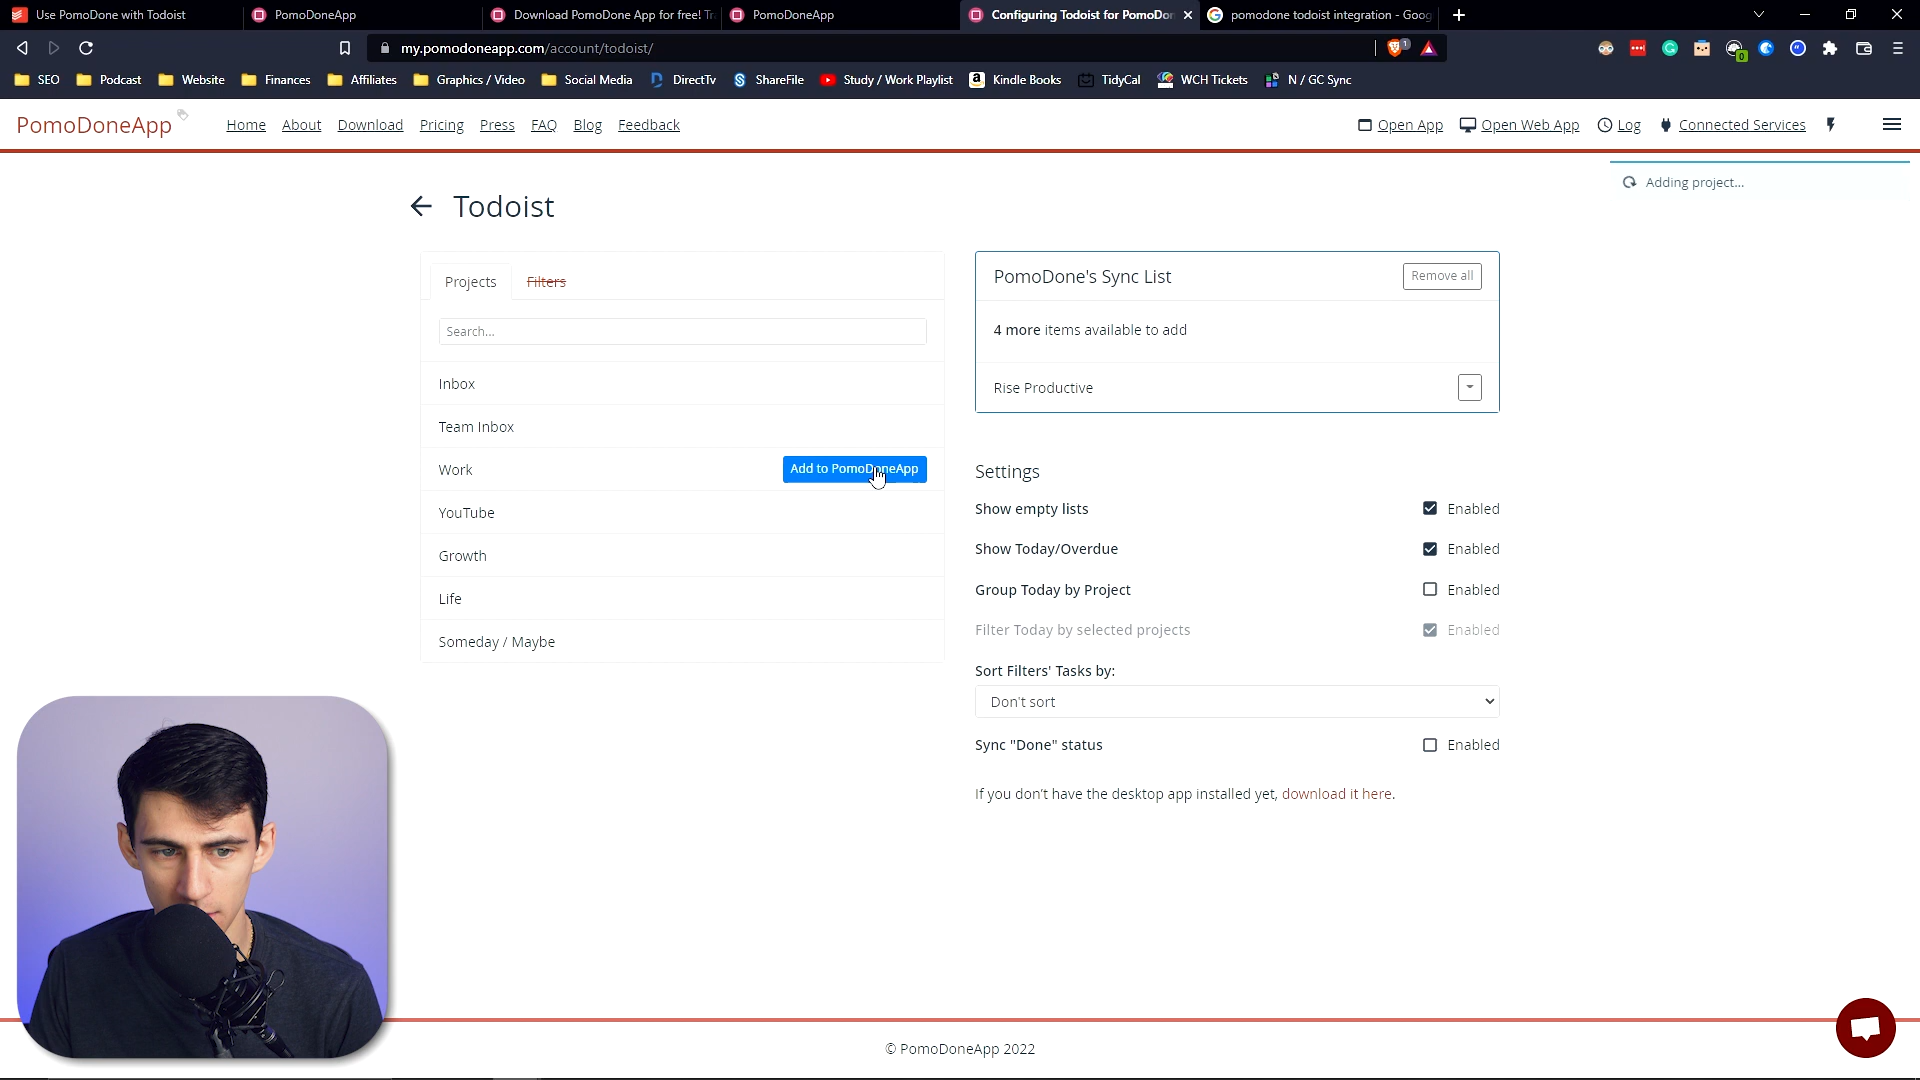 Use PomoDone with Todoist
PomoDoneApp
Download PomoDone App for free! Tr
PomoDoneApp
Configuring Todoist for PomoDon
pomodone todoist integration - Goog
my.pomodoneapp.com/account/todoist/
1
0
SEO
Podcast
Website
Finances
Affiliates
Graphics / Video
Social Media
DirectTv
ShareFile
Study / Work Playlist
Kindle Books
TidyCal
WCH Tickets
N / GC Sync
PomoDoneApp
Home
About
Download
Pricing
Press
FAQ
Blog
Feedback
Open App
Open Web App
Log
Connected Services
Adding project...
Todoist
Projects
Filters
Search...
Inbox
Team Inbox
Work
Add to PomoDoneApp
YouTube
Growth
Life
Someday / Maybe
PomoDone's Sync List
Remove all
4 more items available to add
Rise Productive
Settings
Show empty lists
Enabled
Show Today/Overdue
Enabled
Group Today by Project
Enabled
Filter Today by selected projects
Enabled
Sort Filters' Tasks by:
Don't sort
Sync "Done" status
Enabled
If you don't have the desktop app installed yet, download it here.
© PomoDoneApp 2022